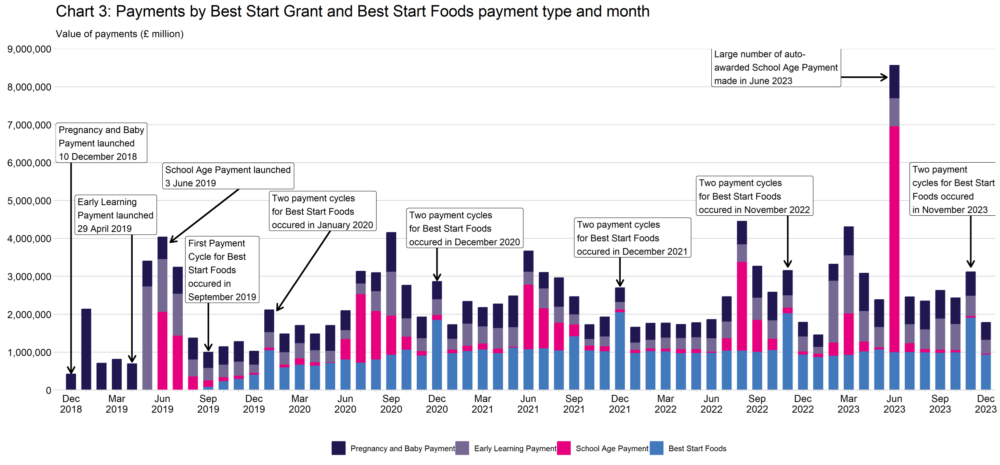 Chart 3: Payments by Best Start Grant and Best Start Foods payment type and month
Value of payments (£ million)
9,000,000
8,000,000
7,000,000
6,000,000
5,000,000
4,000,000
3,000,000
2,000,000
1,000,000
0
Pregnancy and Baby
Payment launched
10 December 2018
Early Learning
Payment launched
29 April 2019
School Age Payment launched
3 June 2019
First Payment
Cycle for Best
Start Foods
occured in
September 2019
Two payment cycles
for Best Start Foods
occured in January 2020
Two payment cycles
for Best Start Foods
occured in December 2020
Two payment cycles
for Best Start Foods
occured in December 2021
Two payment cycles
for Best Start Foods
occured in November 2022
Large number of auto-
awarded School Age Payment
made in June 2023
Two payment
cycles for Best Start
Foods occured
in November 2023
Dec 2018
Mar 2019
Jun 2019
Sep 2019
Dec 2019
Mar 2020
Jun 2020
Sep 2020
Dec 2020
Mar 2021
Jun 2021
Sep 2021
Dec 2021
Mar 2022
Jun 2022
Sep 2022
Dec 2022
Mar 2023
Jun 2023
Sep 2023
Dec 2023
Pregnancy and Baby Payment
Early Learning Payment
School Age Payment
Best Start Foods